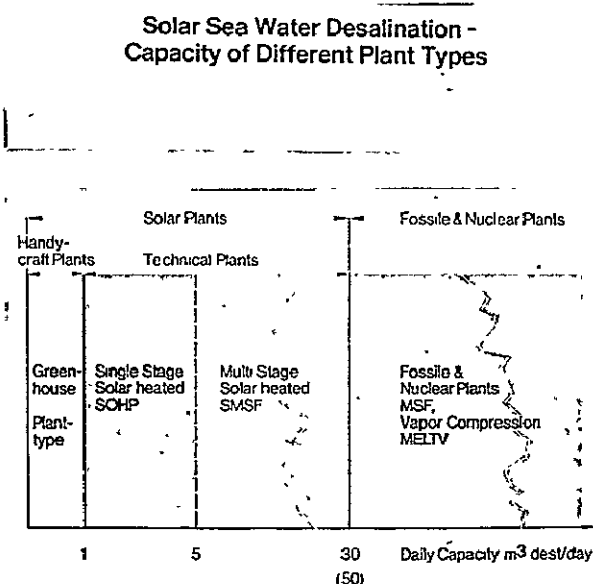 Solar Sea Water Desalination -
Capacity of Different Plant Types
Solar Plants
Fossile & Nuclear Plants
Handy-
craft Plants
Technical Plants
Green-
house
Plant-
type
Single Stage
Solar heated
SOHP
Multi Stage
Solar heated
SMSF
Fossile &
Nuclear Plants
MSF,
Vapor Compression
MELTV
1
5
30
(50)
Daily Capacity m3 dest/day